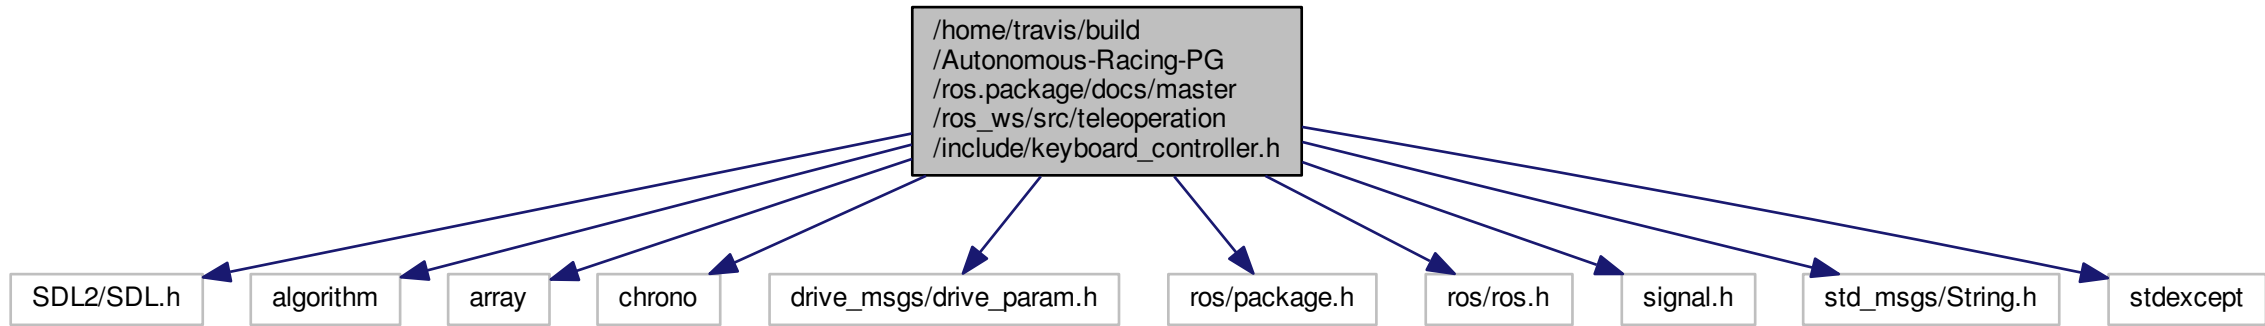 /home/travis/build
/Autonomous-Racing-PG
/ros.package/docs/master
/ros_ws/src/teleoperation
/include/keyboard_controller.h
SDL2/SDL.h
algorithm
array
chrono
drive_msgs/drive_param.h
ros/package.h
ros/ros.h
signal.h
std_msgs/String.h
stdexcept